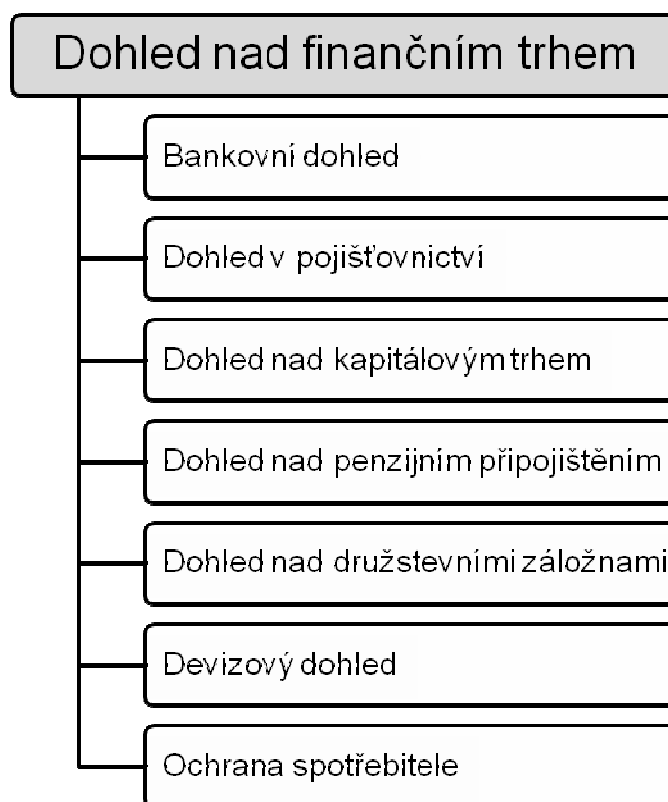 Dohled nad finančním trhem
Bankovní dohled
Dohled v pojišťovnictví
Dohled nad kapitálovým trhem
Dohled nad penzijním připojištěním
Dohled nad družstevními záložnami
Devizový dohled
Ochrana spotřebitele